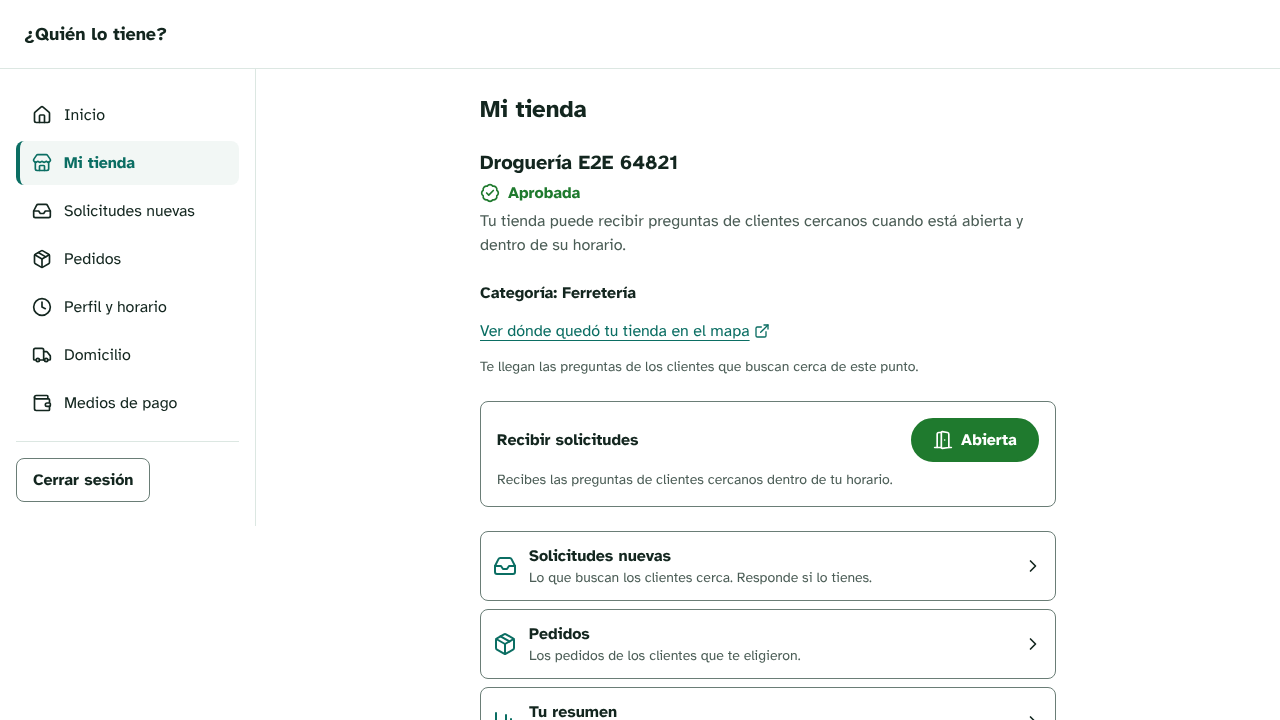 ¿Quién lo tiene?
Inicio
Mi tienda
Solicitudes nuevas
Pedidos
Perfil y horario
Domicilio
Medios de pago
Cerrar sesión
Mi tienda
Droguería E2E 64821
Aprobada
Tu tienda puede recibir preguntas de clientes cercanos cuando está abierta y
dentro de su horario.
Categoría: Ferretería
Ver dónde quedó tu tienda en el mapa
Te llegan las preguntas de los clientes que buscan cerca de este punto.
Recibir solicitudes
Abierta
Recibes las preguntas de clientes cercanos dentro de tu horario.
Solicitudes nuevas
Lo que buscan los clientes cerca. Responde si lo tienes.
Pedidos
Los pedidos de los clientes que te eligieron.
Tu resumen